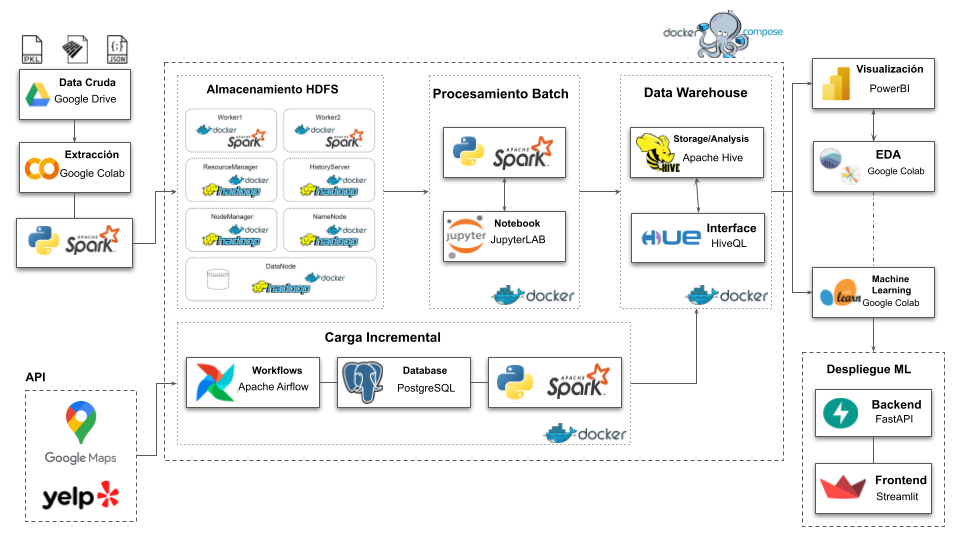 docker
compose
PKL
JSON
Data Cruda
Google Drive
Extracción
Google Colab
APACHE
Spark
Almacenamiento HDFS
Worker1
docker
APACHE
Spark
Worker2
docker
APACHE
Spark
ResourceManager
docker
hadoop
HistoryServer
docker
hadoop
NodeManager
docker
hadoop
NameNode
docker
hadoop
DataNode
docker
hadoop
Procesamiento Batch
APACHE
Spark
Notebook
JupyterLAB
jupyter
docker
Data Warehouse
Storage/Analysis
Apache Hive
HIVE
Interface
HiveQL
HUE
docker
Carga Incremental
Workflows
Apache Airflow
Database
PostgreSQL
APACHE
Spark
docker
API
Google Maps
yelp
Visualización
PowerBI
EDA
Google Colab
Machine
Learning
Google Colab
learn
Despliegue ML
Backend
FastAPI
Frontend
Streamlit